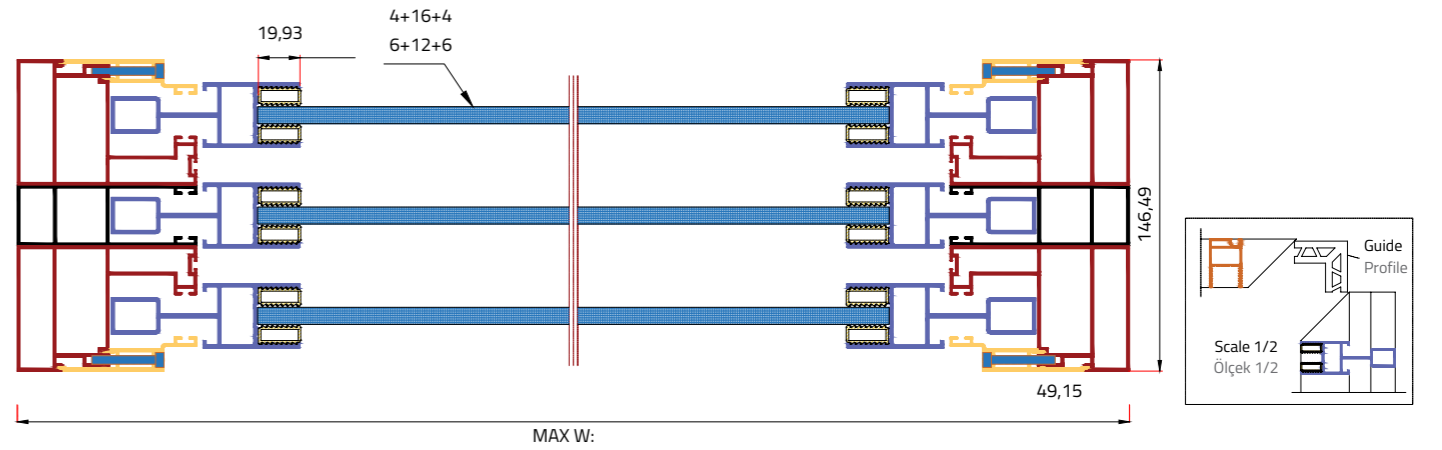 4+16+4
19,93
6+12+6
146,49
Guide
Profile
Scale 1/2
Ölçek 1/2
49,15
MAX W: